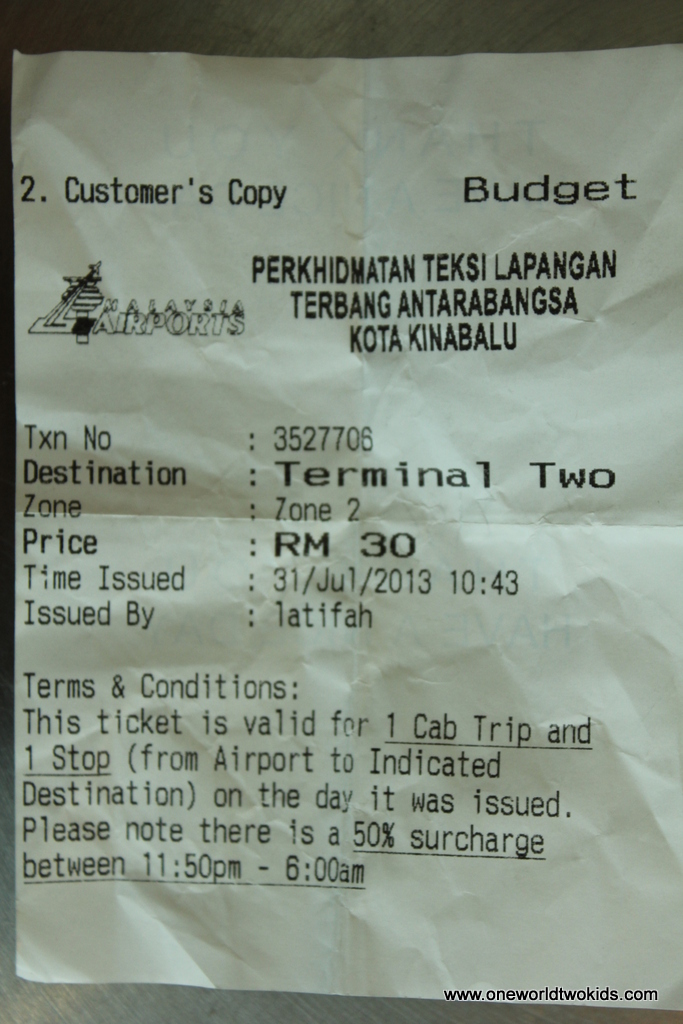 2. Customer's Copy Budget
MALAYSIA
AIRPORTS
PERKHIDMATAN TEKSI LAPANGAN
TERBANG ANTARABANGSA
KOTA KINABALU
Txn No : 3527706
Destination : Terminal Two
Zone : Zone 2
Price : RM 30
Time Issued : 31/Jul/2013 10:43
Issued By : latifah
Terms & Conditions:
This ticket is valid for 1 Cab Trip and
1 Stop (from Airport to Indicated
Destination) on the day it was issued.
Please note there is a 50% surcharge
between 11:50pm - 6:00am
www.oneworldtwokids.com